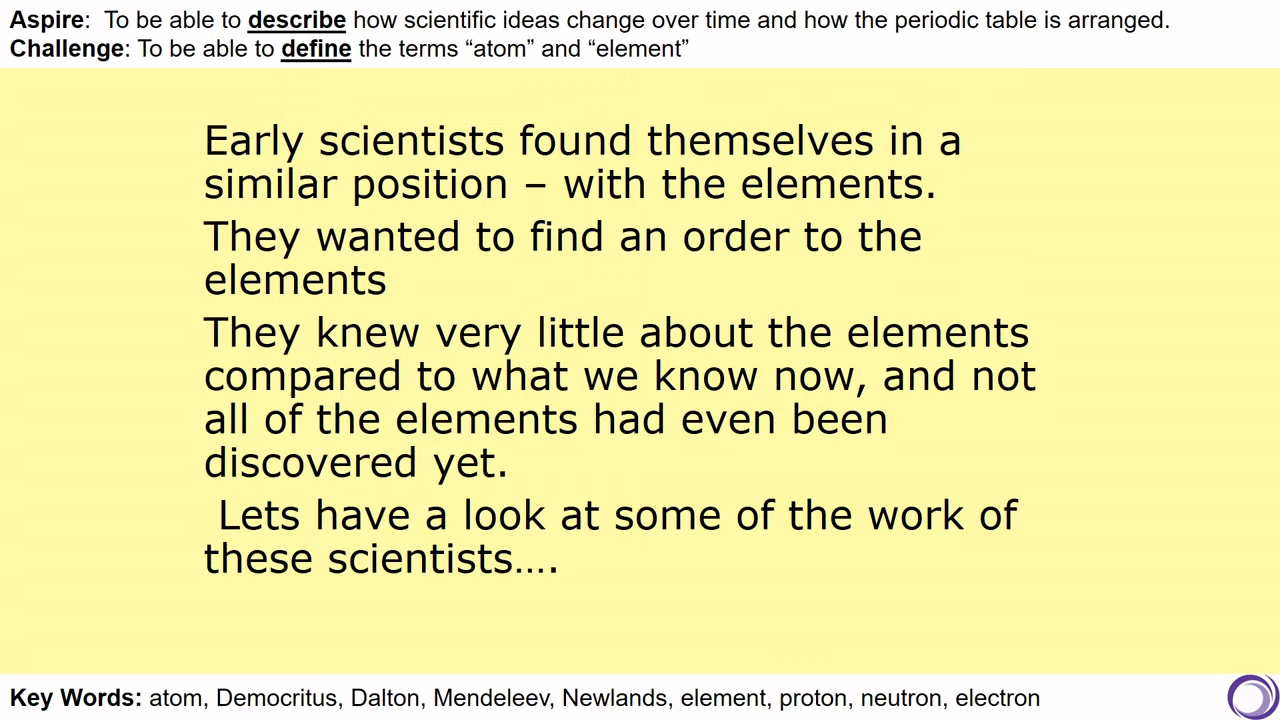 Aspire:  To be able to describe how scientific ideas change over time and how the periodic table is arranged.
Challenge: To be able to define the terms “atom” and “element”
Early scientists found themselves in a
similar position – with the elements.
They wanted to find an order to the
elements
They knew very little about the elements
compared to what we know now, and not
all of the elements had even been
discovered yet.
Lets have a look at some of the work of
these scientists….
Key Words: atom, Democritus, Dalton, Mendeleev, Newlands, element, proton, neutron, electron